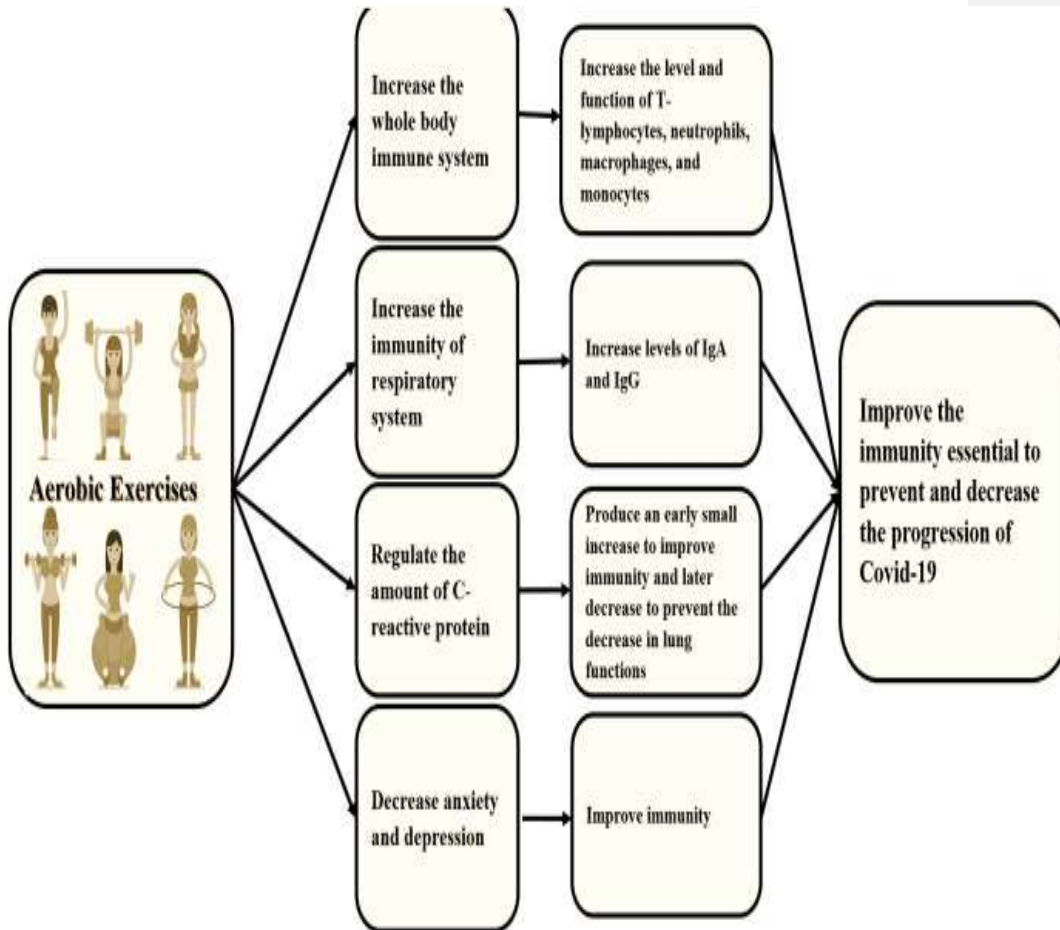 Aerobic Exercises
Increase the
whole body
immune system
Increase the level and
function of T-
lymphocytes, neutrophils,
macrophages, and
monocytes
Increase the
immunity of
respiratory
system
Increase levels of IgA
and IgG
Regulate the
amount of C-
reactive protein
Produce an early small
increase to improve
immunity and later
decrease to prevent the
decrease in lung
functions
Decrease anxiety
and depression
Improve immunity
Improve the
immunity essential to
prevent and decrease
the progression of
Covid-19